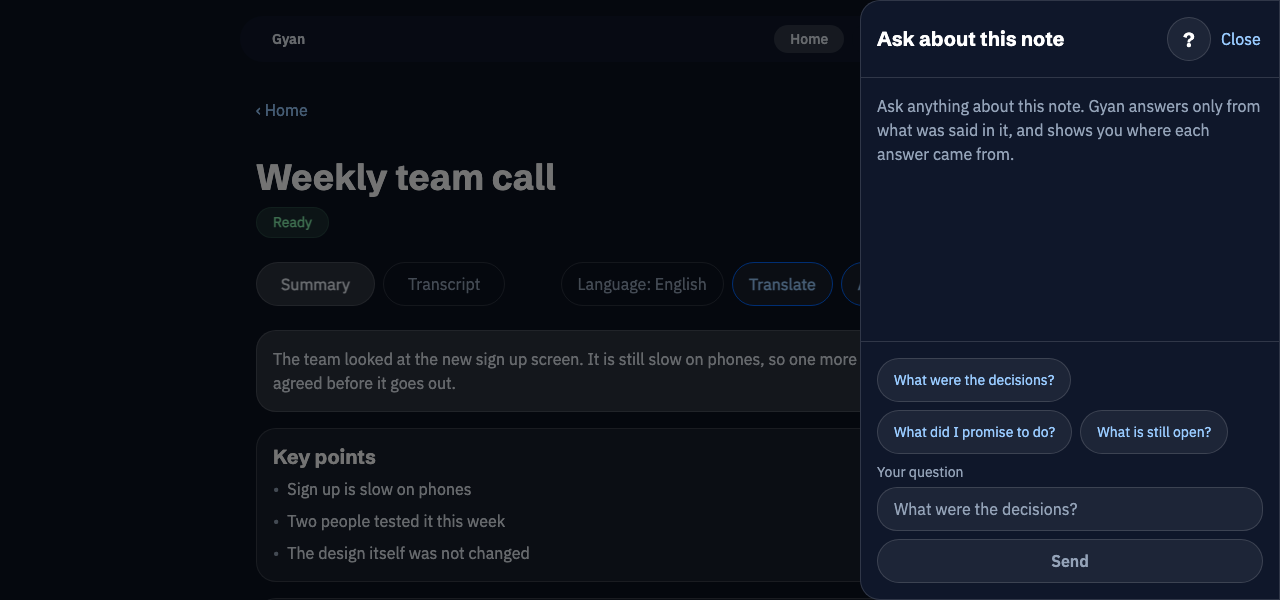 Gyan
Home
‹ Home
Weekly team call
Ready
Summary
Transcript
Language: English
Translate
The team looked at the new sign up screen. It is still slow on phones, so one more
agreed before it goes out.
Key points
• Sign up is slow on phones
• Two people tested it this week
• The design itself was not changed
Ask about this note
?
Close
Ask anything about this note. Gyan answers only from
what was said in it, and shows you where each
answer came from.
What were the decisions?
What did I promise to do?
What is still open?
Your question
What were the decisions?
Send